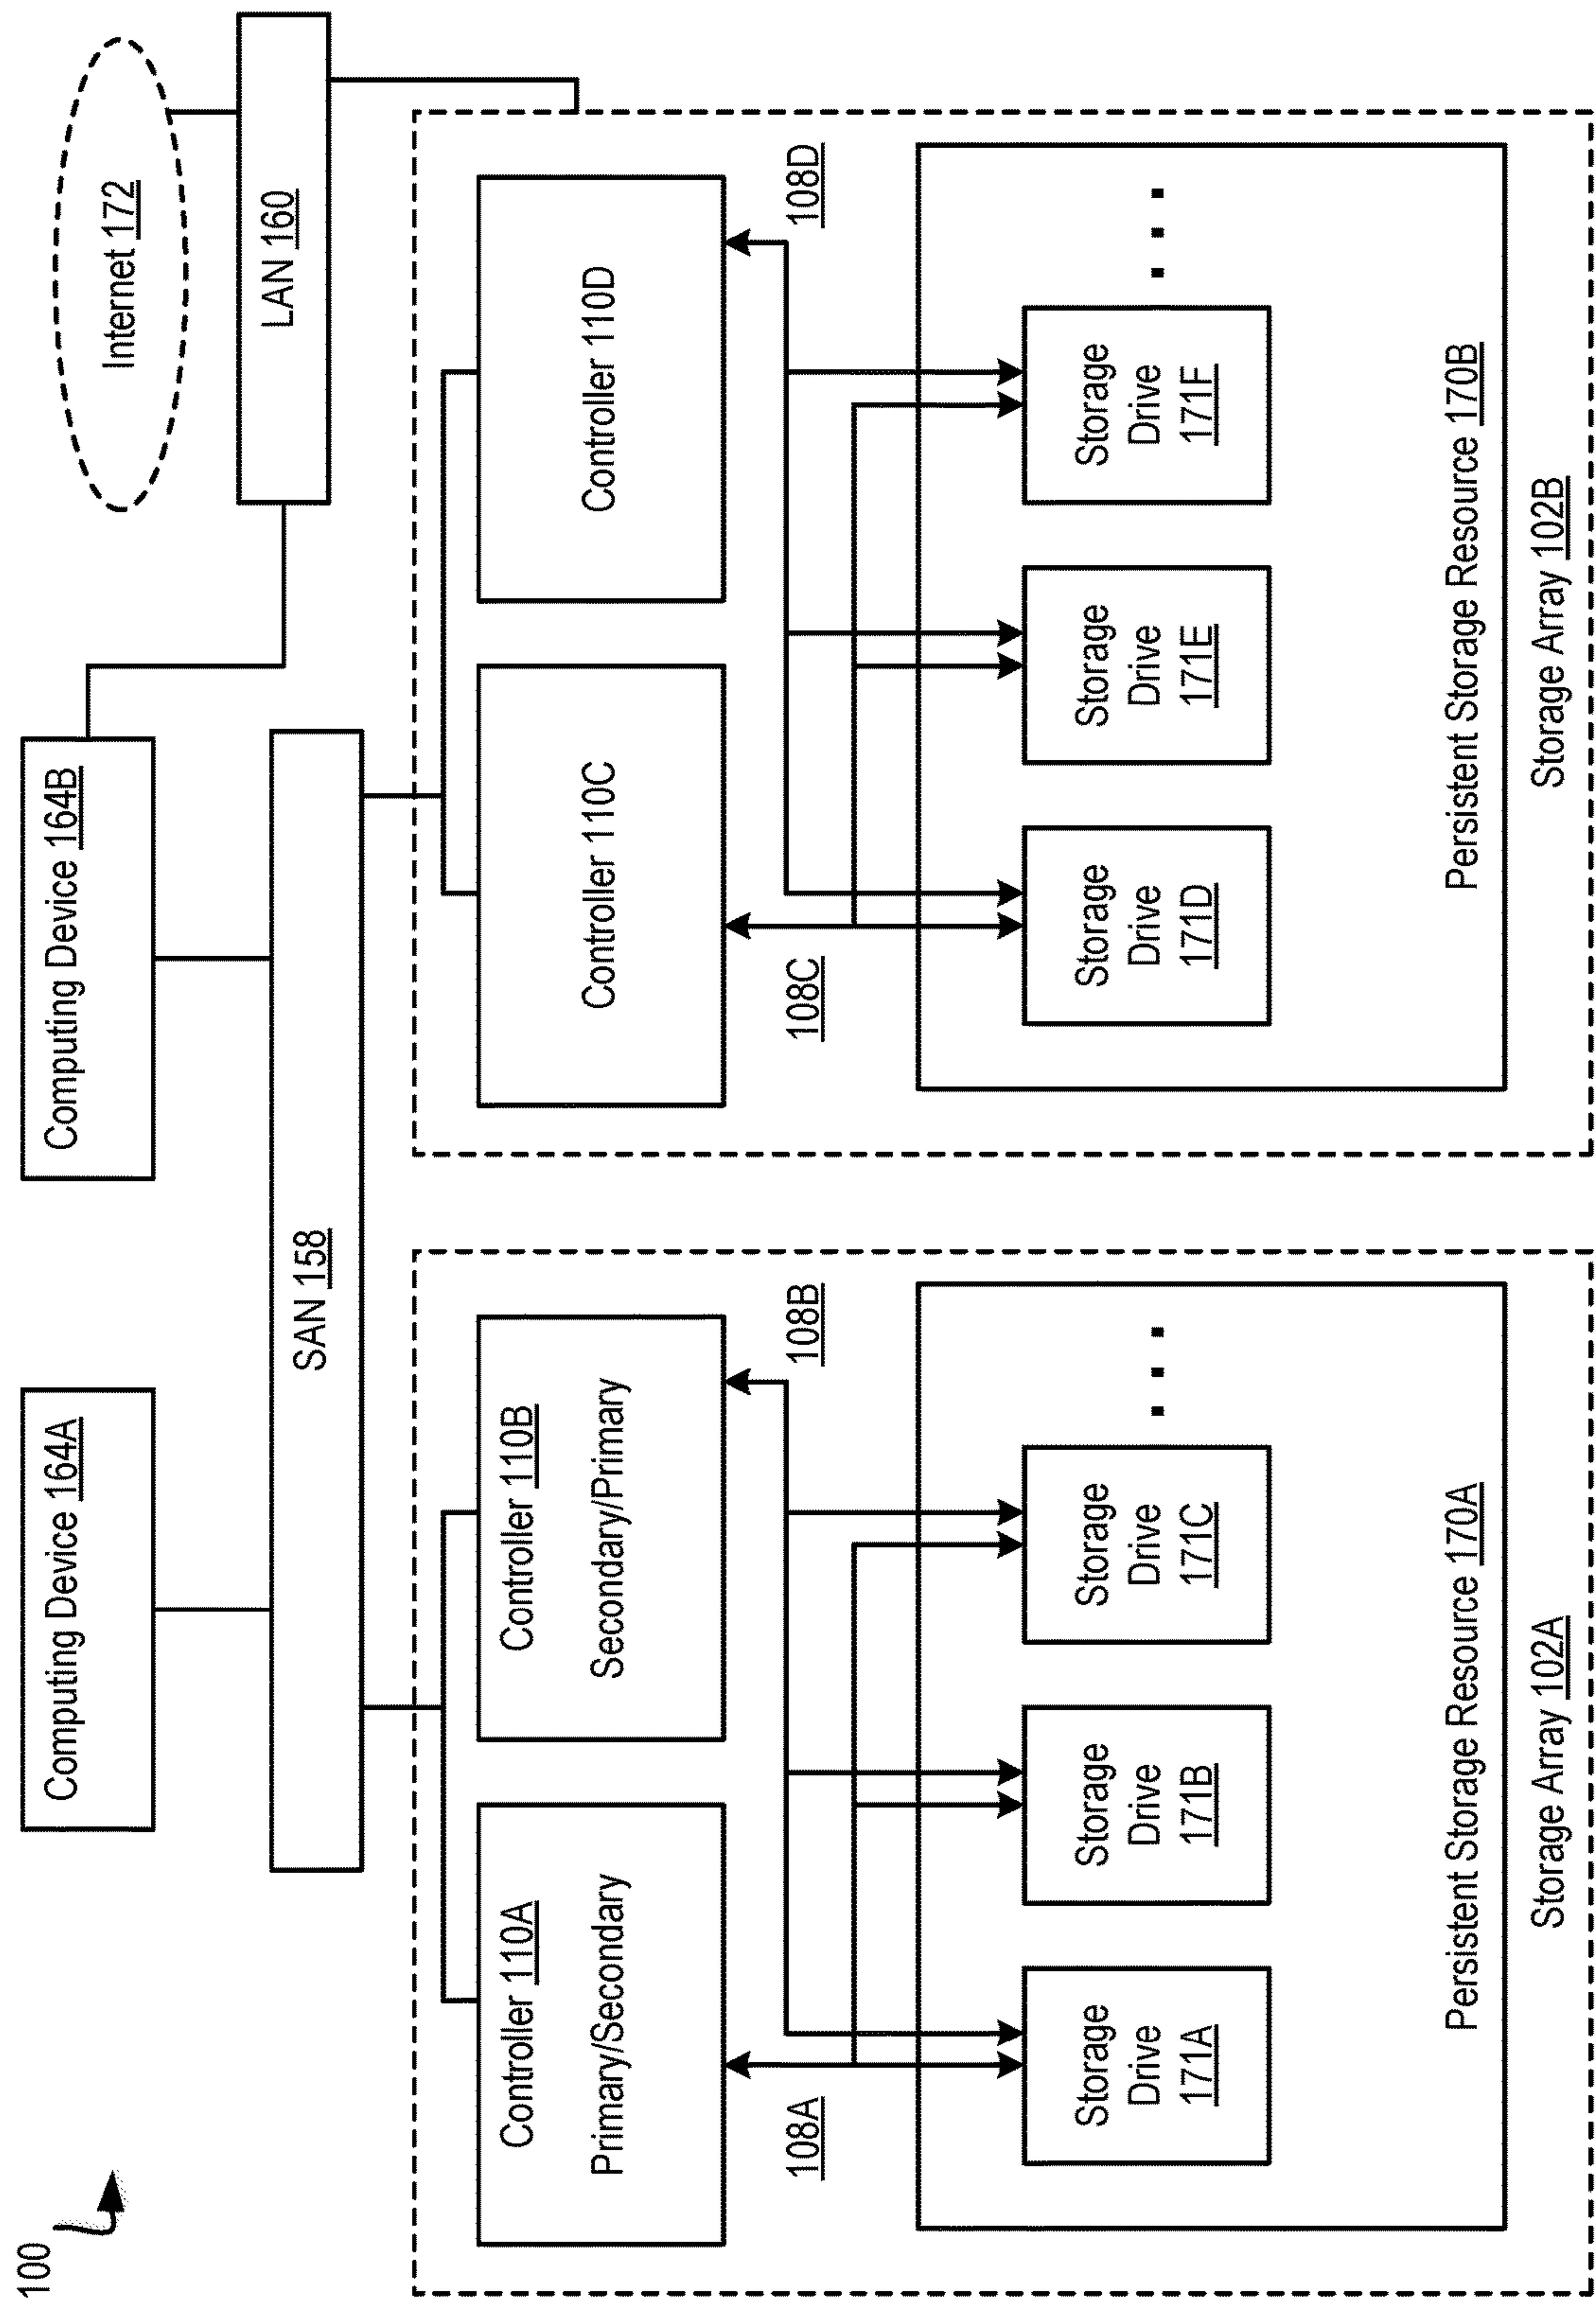 100
Computing Device 164A
Computing Device 164B
Internet 172
SAN 158
LAN 160
Controller 110A
Primary/Secondary
Controller 110B
Secondary/Primary
Controller 110C
Controller 110D
108A
108B
108C
108D
Storage
Drive
171A
Storage
Drive
171B
Storage
Drive
171C
Storage
Drive
171D
Storage
Drive
171E
Storage
Drive
171F
Persistent Storage Resource 170A
Persistent Storage Resource 170B
Storage Array 102A
Storage Array 102B